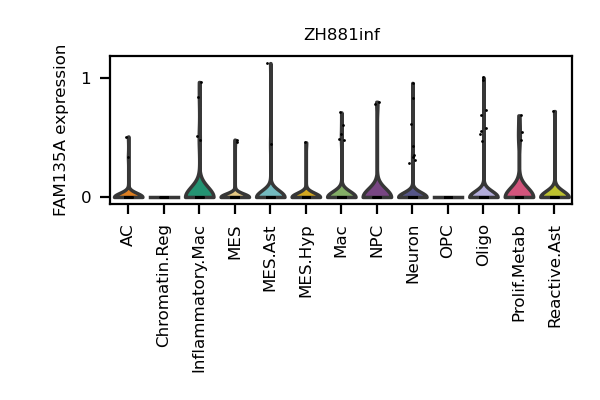 ZH881inf
FAM135A expression
1
0
AC
Chromatin.Reg
Inflammatory.Mac
MES
MES.Ast
MES.Hyp
Mac
NPC
Neuron
OPC
Oligo
Prolif.Metab
Reactive.Ast